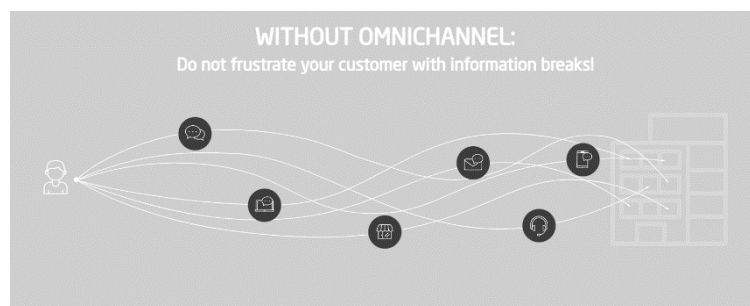 WITHOUT OMNICHANNEL:
Do not frustrate your customer with information breaks!